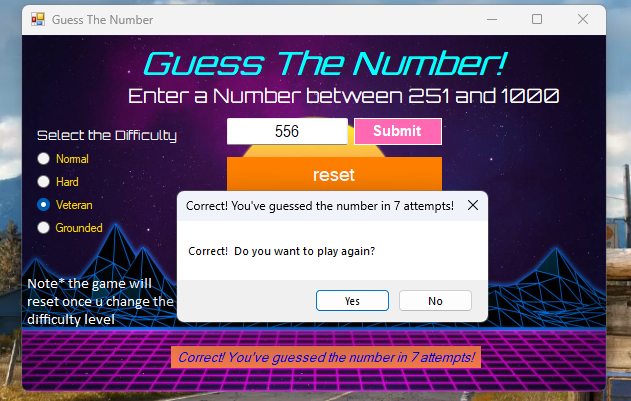 Guess The Number
Guess The Number!
Enter a Number between 251 and 1000
556
Submit
Select the Difficulty
Normal
Hard
Veteran
Grounded
reset
Correct! You've guessed the number in 7 attempts!
Correct!  Do you want to play again?
Yes
No
Note* the game will
reset once u change the
difficulty level
Correct! You've guessed the number in 7 attempts!